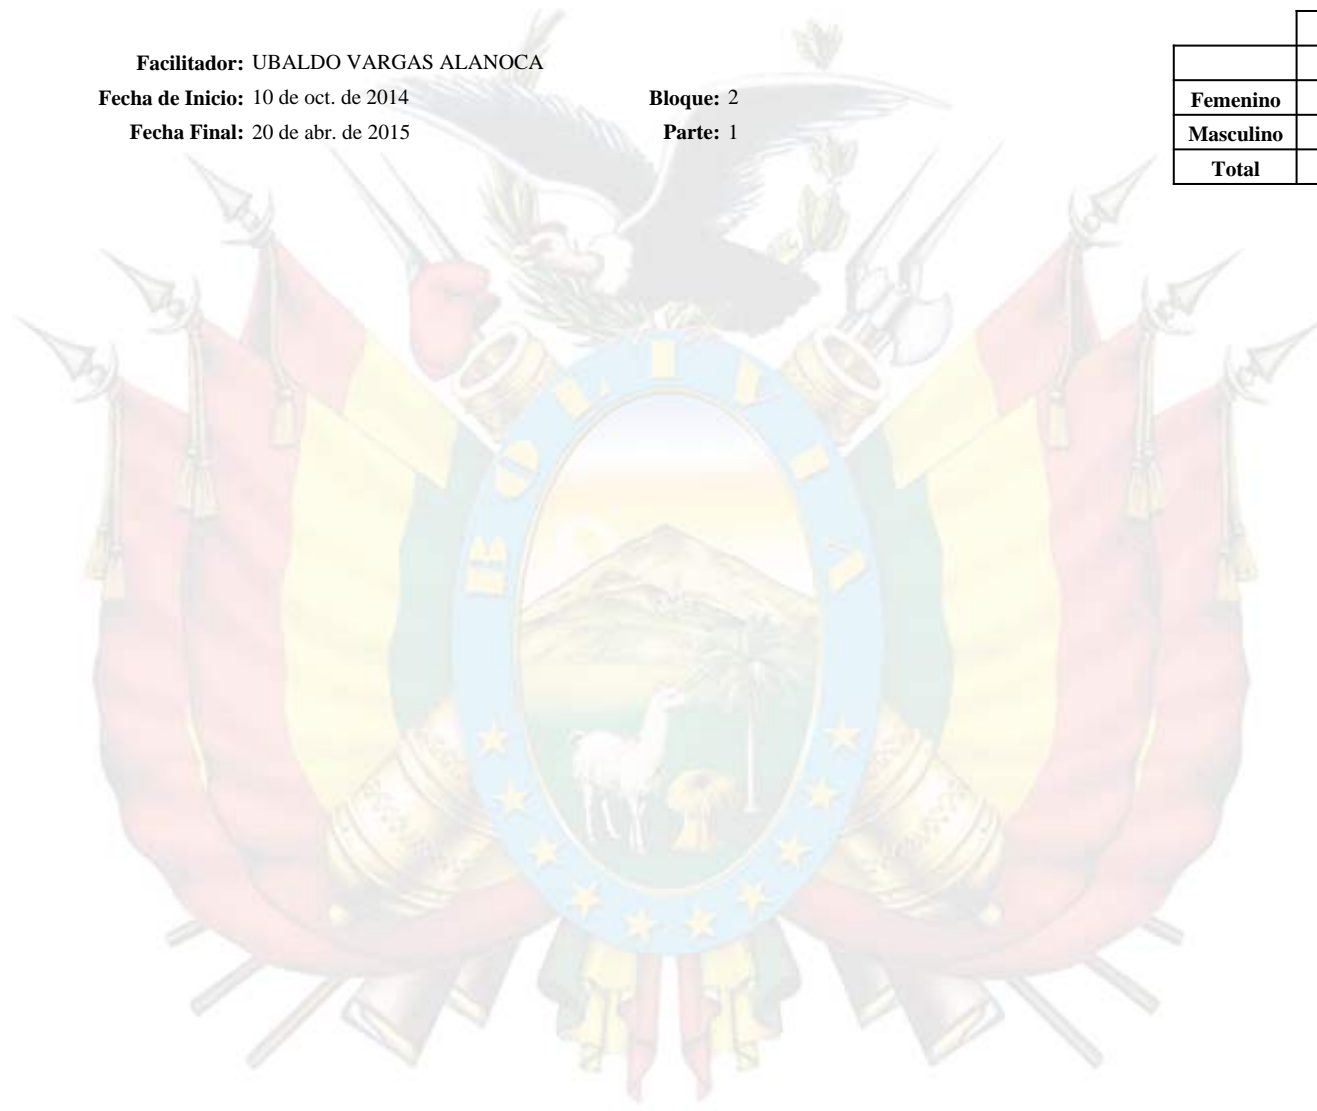 Facilitador: UBALDO VARGAS ALANOCA
Fecha de Inicio: 10 de oct. de 2014 Bloque: 2
Fecha Final: 20 de abr. de 2015 Parte: 1
Femenino
Masculino
Total
BOLIVIA